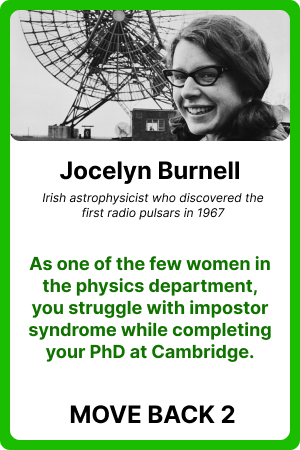 Jocelyn Burnell
Irish astrophysicist who discovered the
first radio pulsars in 1967
As one of the few women in
the physics department,
you struggle with impostor
syndrome while completing
your PhD at Cambridge.
MOVE BACK 2